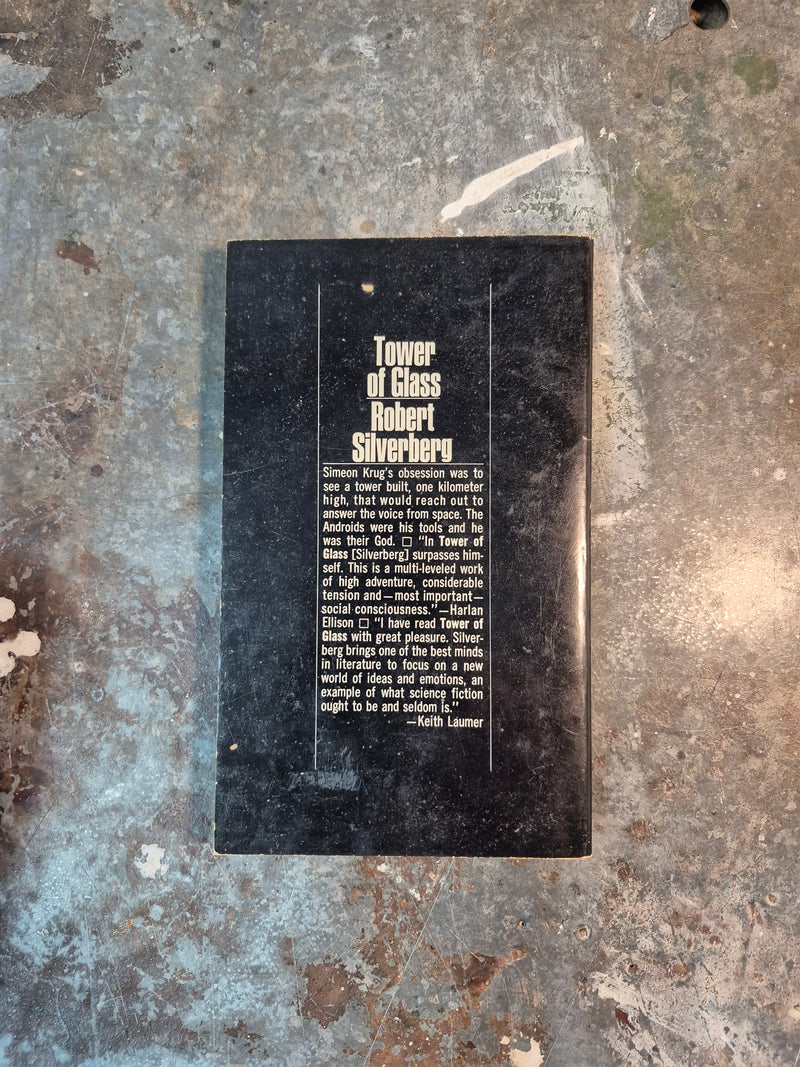 Tower
of Glass
Robert
Silverberg
Simeon Krug's obsession was to
see a tower built, one kilometer
high, that would reach out to
answer the voice from space. The
Androids were his tools and he
was their God. □ "In Tower of
Glass [Silverberg] surpasses him-
self. This is a multi-leveled work
of high adventure, considerable
tension and—most important—
social consciousness."—Harlan
Ellison □ "I have read Tower of
Glass with great pleasure. Silver-
berg brings one of the best minds
in literature to focus on a new
world of ideas and emotions, an
example of what science fiction
ought to be and seldom is."
—Keith Laumer